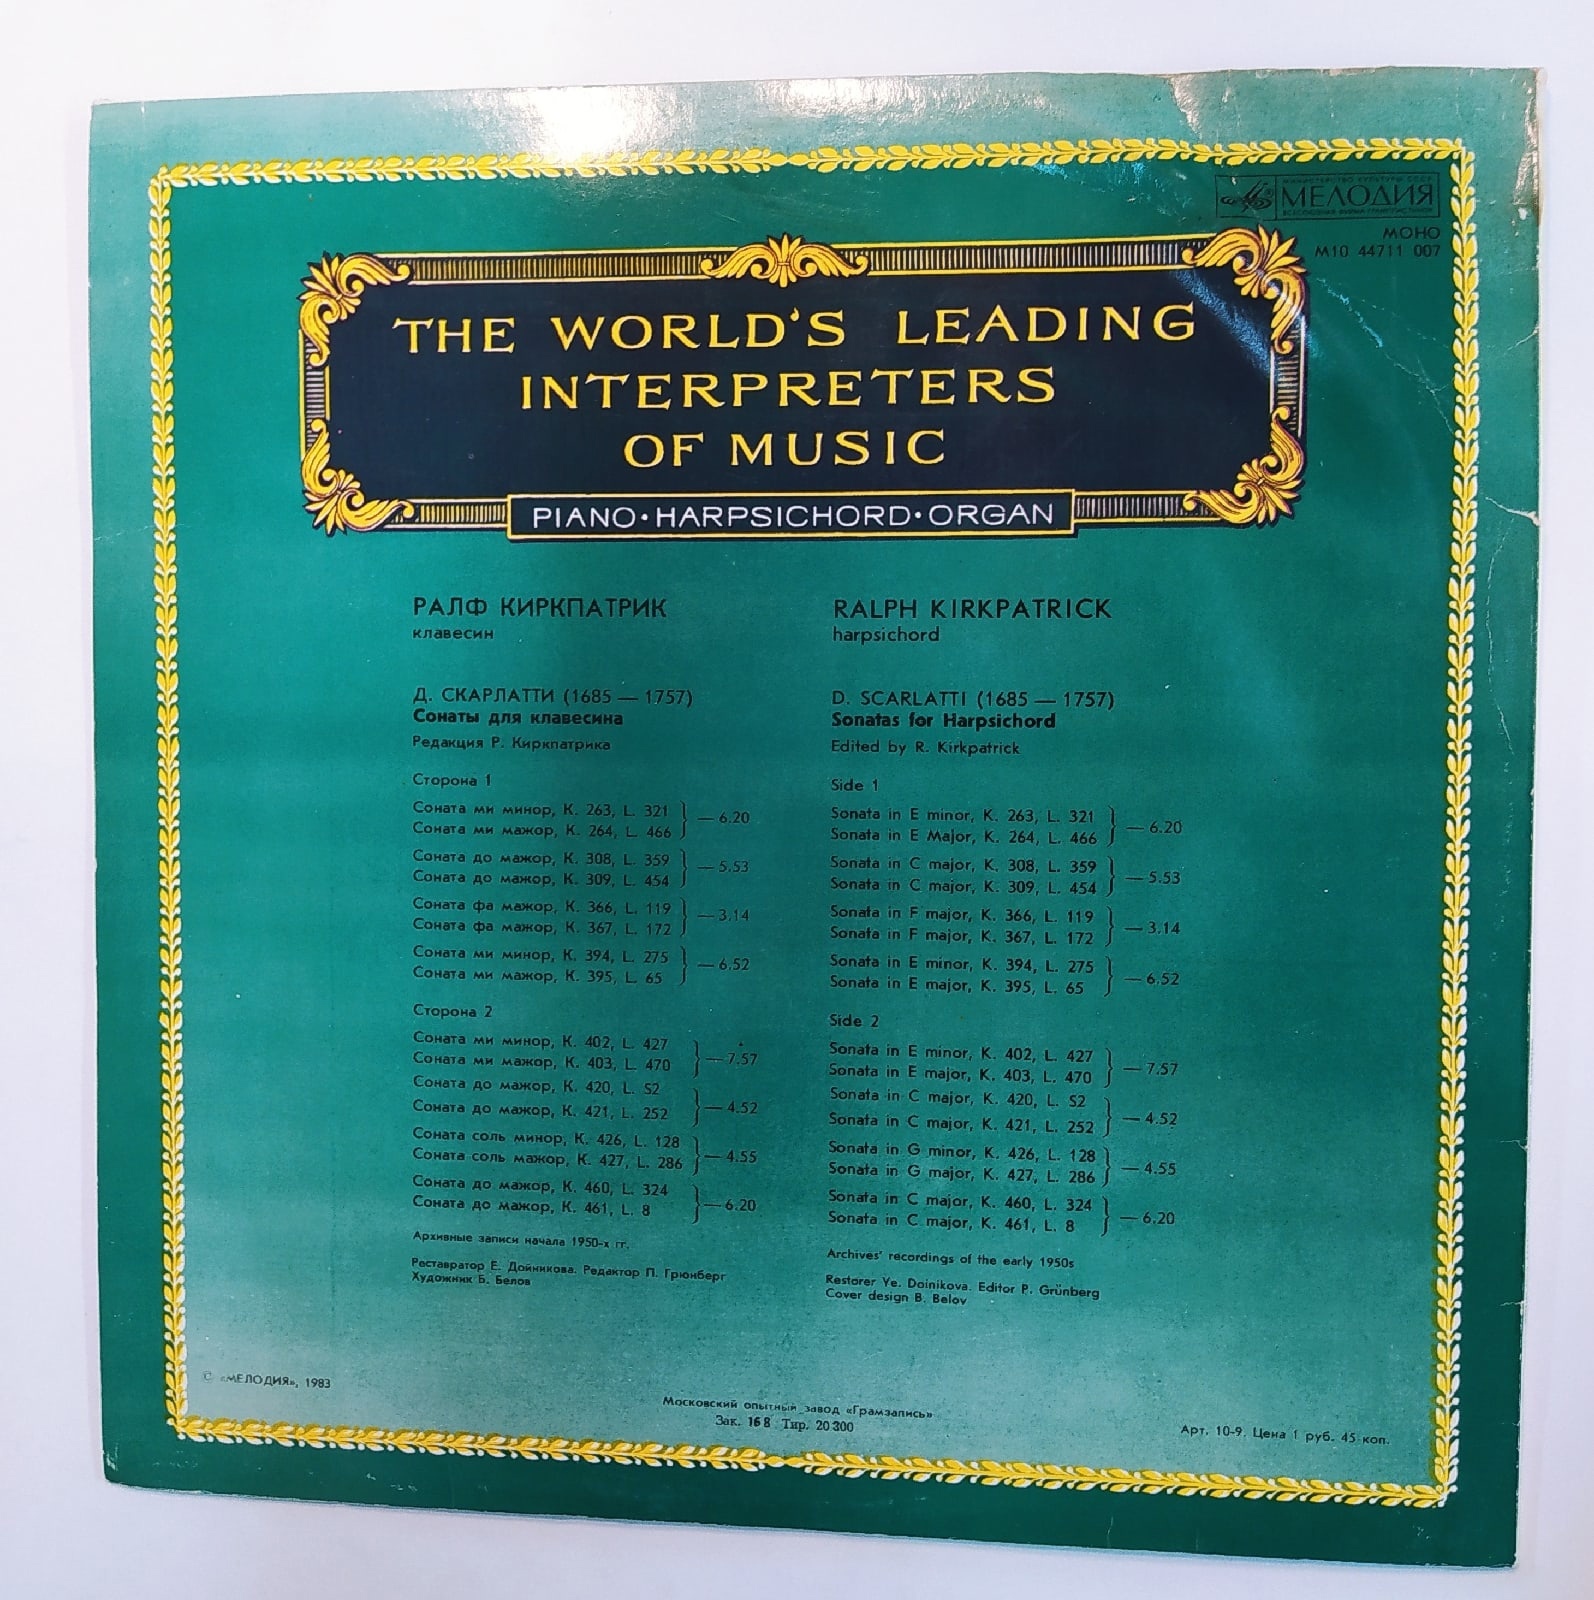 МИНИСТЕРСТВО КУЛЬТУРЫ СССР
МЕЛОДИЯ
ВСЕСОЮЗНАЯ ФИРМА ГРАМПЛАСТИНОК
МОНО
М10 44711 007
THE WORLD'S LEADING
INTERPRETERS
OF MUSIC
PIANO•HARPSICHORD•ORGAN
РАЛФ КИРКПАТРИК
клавесин
Д. СКАРЛАТТИ (1685 — 1757)
Сонаты для клавесина
Редакция Р. Киркпатрика
Сторона 1
Соната ми минор, K. 263, L. 321
Соната ми мажор, K. 264, L. 466
— 6.20
Соната до мажор, K. 308, L. 359
Соната до мажор, K. 309, L. 454
— 5.53
Соната фа мажор, K. 366, L. 119
Соната фа мажор, K. 367, L. 172
— 3.14
Соната ми минор, K. 394, L. 275
Соната ми мажор, K. 395, L. 65
— 6.52
Сторона 2
Соната ми минор, K. 402, L. 427
Соната ми мажор, K. 403, L. 470
— 7.57
Соната до мажор, K. 420, L. S2
Соната до мажор, K. 421, L. 252
— 4.52
Соната соль минор, K. 426, L. 128
Соната соль мажор, K. 427, L. 286
— 4.55
Соната до мажор, K. 460, L. 324
Соната до мажор, K. 461, L. 8
— 6.20
Архивные записи начала 1950-х гг.
Реставратор Е. Дойникова. Редактор П. Грюнберг
Художник Б. Белов
RALPH KIRKPATRICK
harpsichord
D. SCARLATTI (1685 — 1757)
Sonatas for Harpsichord
Edited by R. Kirkpatrick
Side 1
Sonata in E minor, K. 263, L. 321
Sonata in E Major, K. 264, L. 466
— 6.20
Sonata in C major, K. 308, L. 359
Sonata in C major, K. 309, L. 454
— 5.53
Sonata in F major, K. 366, L. 119
Sonata in F major, K. 367, L. 172
— 3.14
Sonata in E minor, K. 394, L. 275
Sonata in E major, K. 395, L. 65
— 6.52
Side 2
Sonata in E minor, K. 402, L. 427
Sonata in E major, K. 403, L. 470
— 7.57
Sonata in C major, K. 420, L. S2
Sonata in C major, K. 421, L. 252
— 4.52
Sonata in G minor, K. 426, L. 128
Sonata in G major, K. 427, L. 286
— 4.55
Sonata in C major, K. 460, L. 324
Sonata in C major, K. 461, L. 8
— 6.20
Archives' recordings of the early 1950s
Restorer Ye. Doinikova. Editor P. Grünberg
Cover design B. Belov
© «МЕЛОДИЯ», 1983
Московский опытный завод «Грамзапись»
Зак. 168 Тир. 20 300
Арт. 10-9. Цена 1 руб. 45 коп.